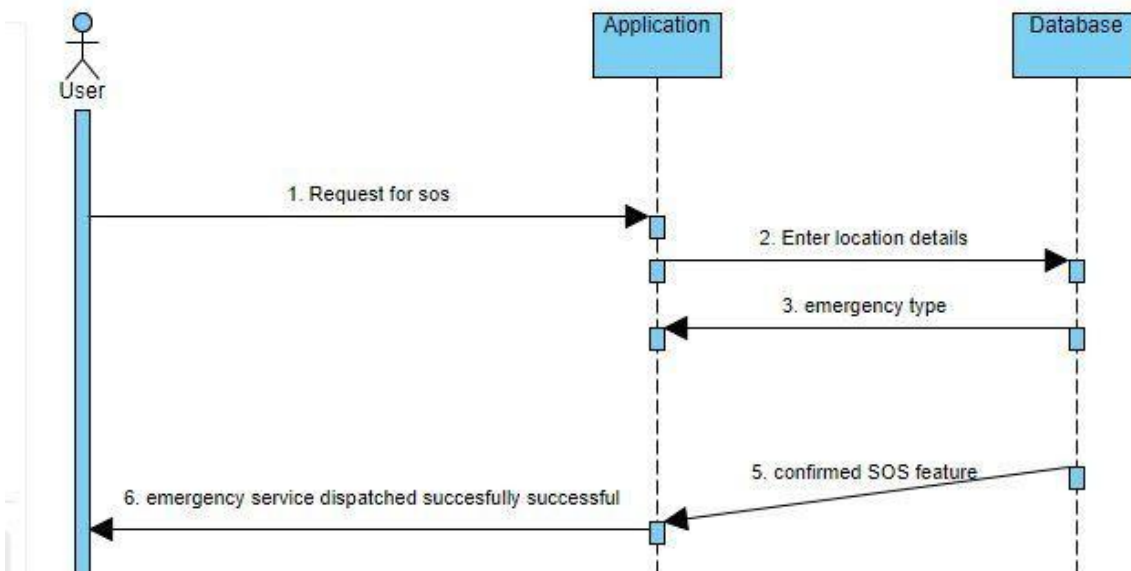 Application
Database
User
1. Request for sos
2. Enter location details
3. emergency type
5. confirmed SOS feature
6. emergency service dispatched succesfully successful